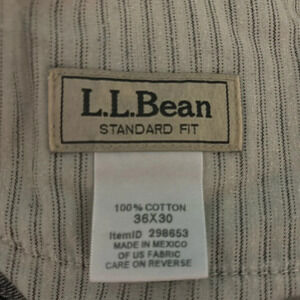 L.L.Bean
STANDARD FIT
100% COTTON
36X30
ItemID 298653
MADE IN MEXICO
OF US FABRIC
CARE ON REVERSE